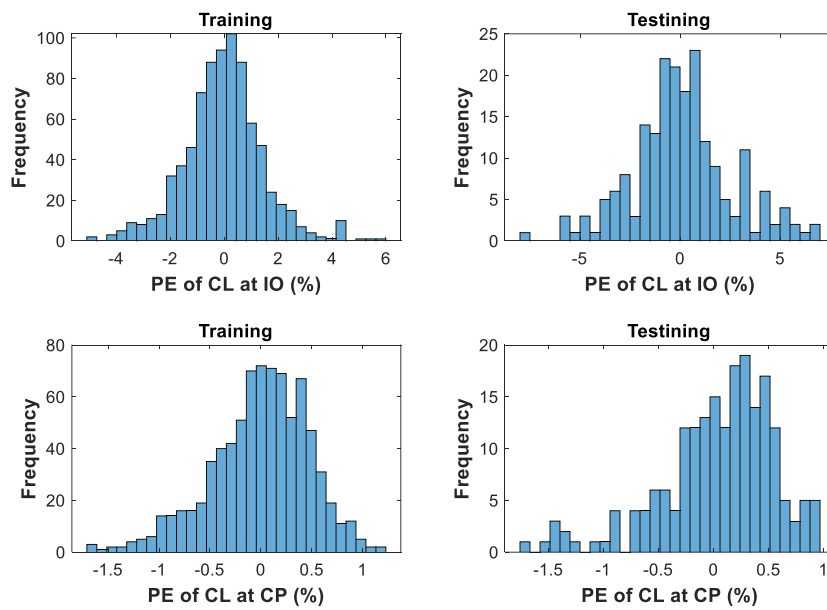 Training
Frequency
100
80
60
40
20
0
-4 -2 0 2 4 6
PE of CL at IO (%)
Testining
Frequency
25
20
15
10
5
0
-5 0 5
PE of CL at IO (%)
Training
Frequency
80
60
40
20
0
-1.5 -1 -0.5 0 0.5 1
PE of CL at CP (%)
Testining
Frequency
20
15
10
5
0
-1.5 -1 -0.5 0 0.5 1
PE of CL at CP (%)